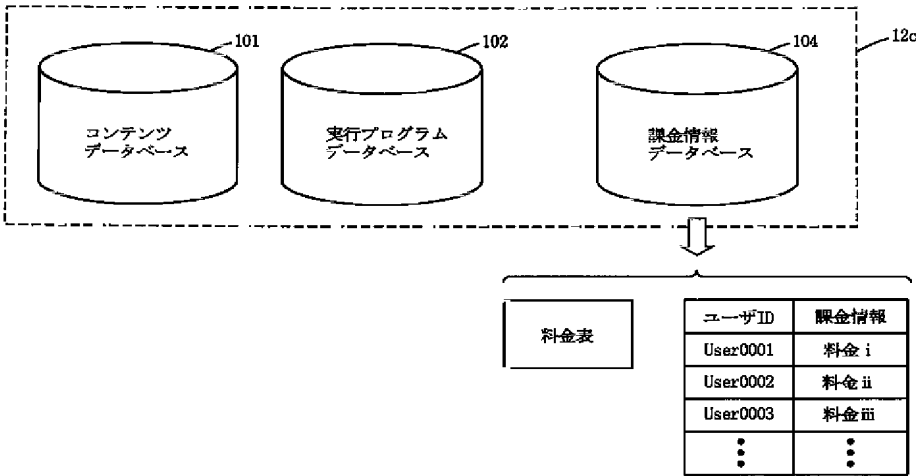 101
102
104
12c
コンテンツ
データベース
実行プログラム
データベース
課金情報
データベース
料金表
ユーザID 課金情報
User0001 料金 i
User0002 料金 ii
User0003 料金 iii